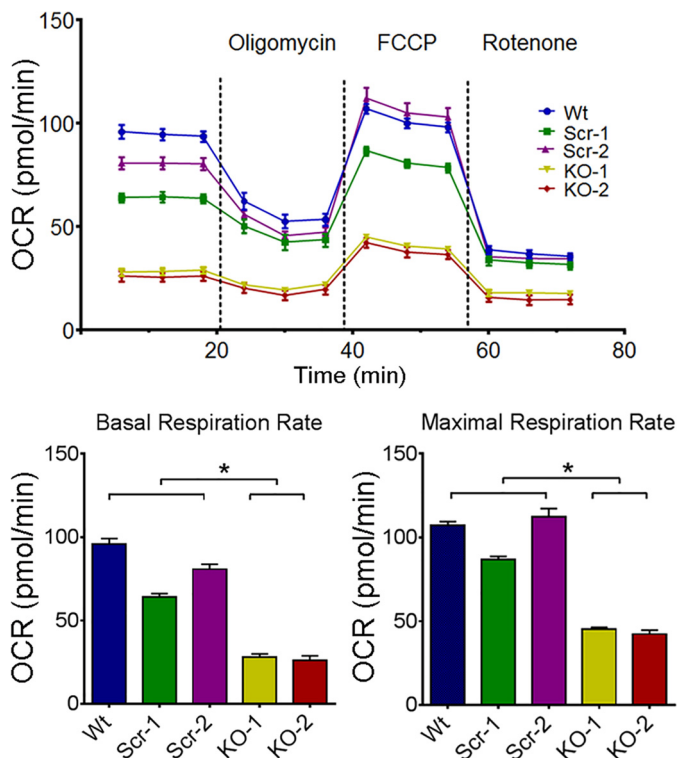 150
Oligomycin FCCP Rotenone
Wt
100
Scr-1
Scr-2
KO-1
KO-2
50
0
OCR (pmol/min)
20 40 60 80
Time (min)
Basal Respiration Rate
150
100
50
0
OCR (pmol/min)
Wt Scr-1 Scr-2 KO-1 KO-2
*
Maximal Respiration Rate
150
100
50
0
OCR (pmol/min)
Wt Scr-1 Scr-2 KO-1 KO-2
*